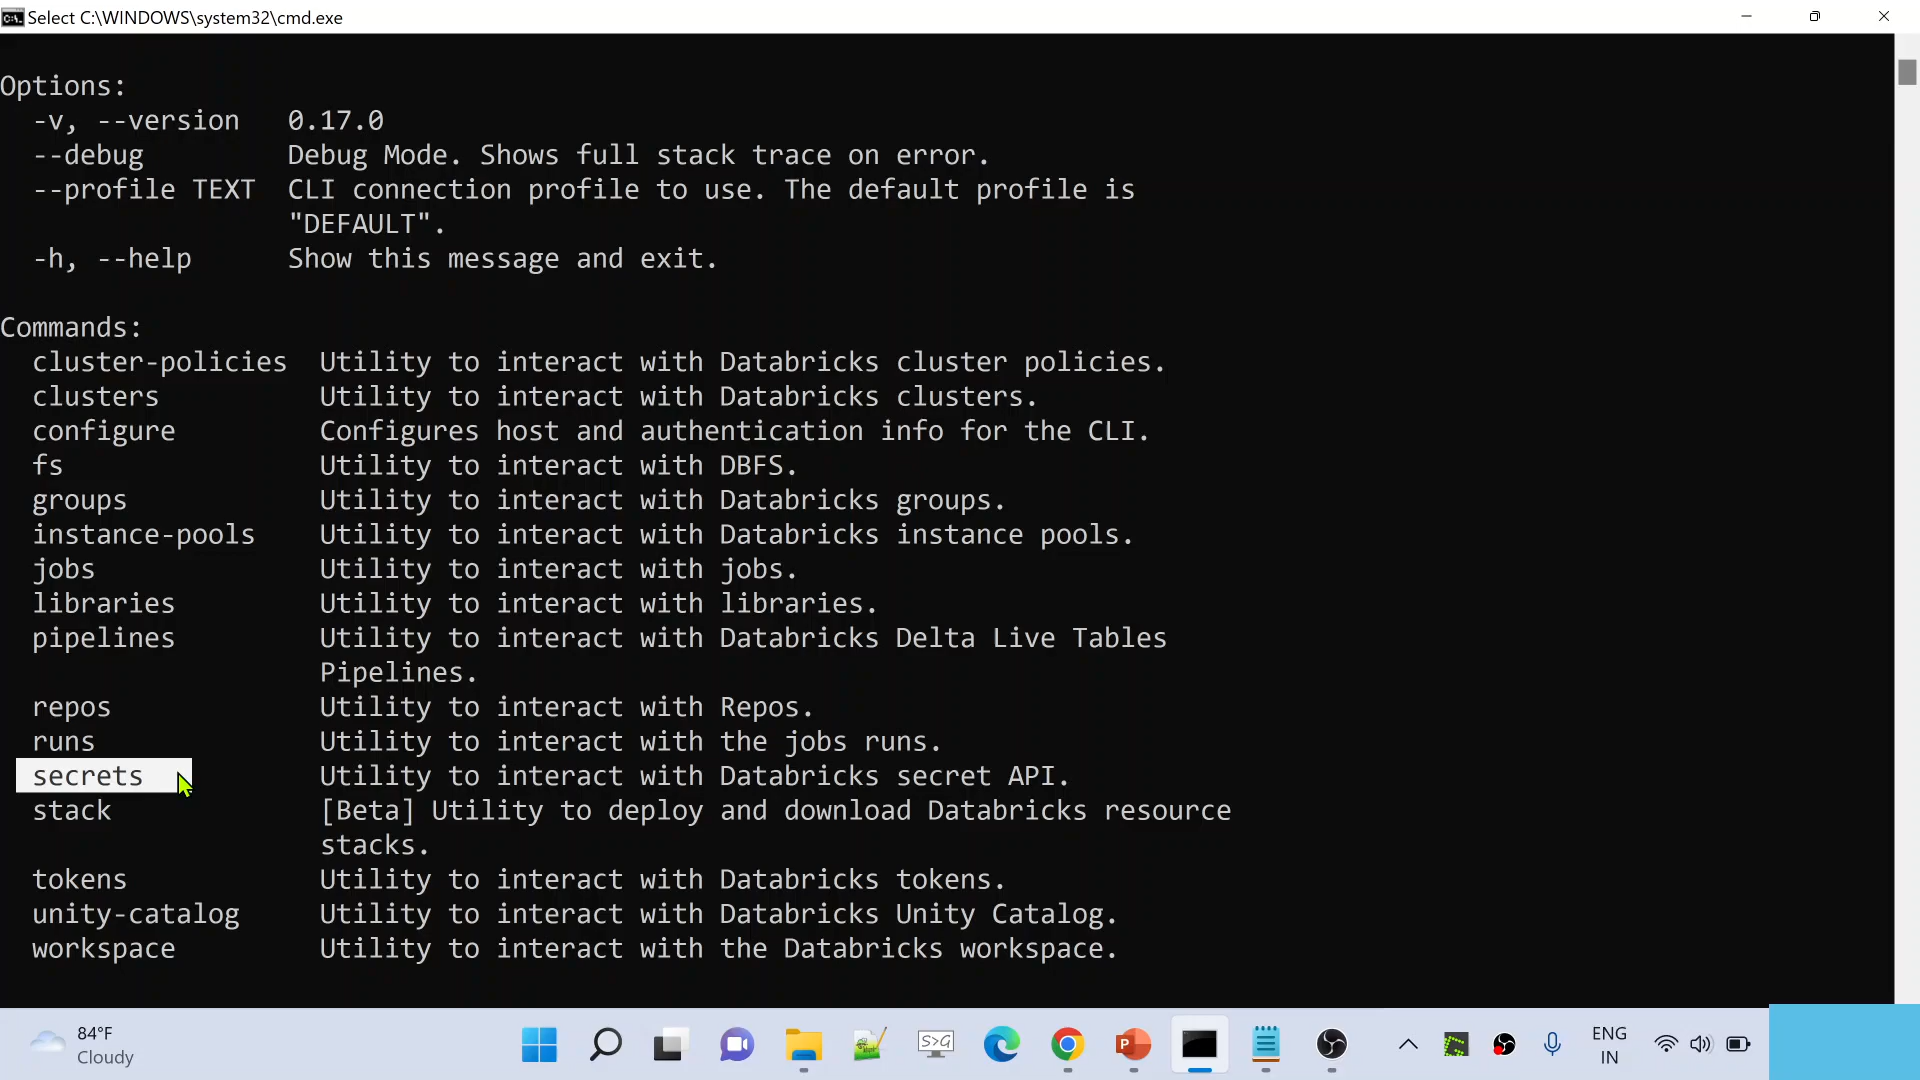 Select C:\WINDOWS\system32\cmd.exe
Options:
-v, --version 0.17.0
--debug Debug Mode. Shows full stack trace on error.
--profile TEXT CLI connection profile to use. The default profile is
"DEFAULT".
-h, --help Show this message and exit.
Commands:
cluster-policies Utility to interact with Databricks cluster policies.
clusters Utility to interact with Databricks clusters.
configure Configures host and authentication info for the CLI.
fs Utility to interact with DBFS.
groups Utility to interact with Databricks groups.
instance-pools Utility to interact with Databricks instance pools.
jobs Utility to interact with jobs.
libraries Utility to interact with libraries.
pipelines Utility to interact with Databricks Delta Live Tables
Pipelines.
repos Utility to interact with Repos.
runs Utility to interact with the jobs runs.
secrets Utility to interact with Databricks secret API.
stack [Beta] Utility to deploy and download Databricks resource
stacks.
tokens Utility to interact with Databricks tokens.
unity-catalog Utility to interact with Databricks Unity Catalog.
workspace Utility to interact with the Databricks workspace.
84°F
Cloudy
S>G
P
ENG
IN